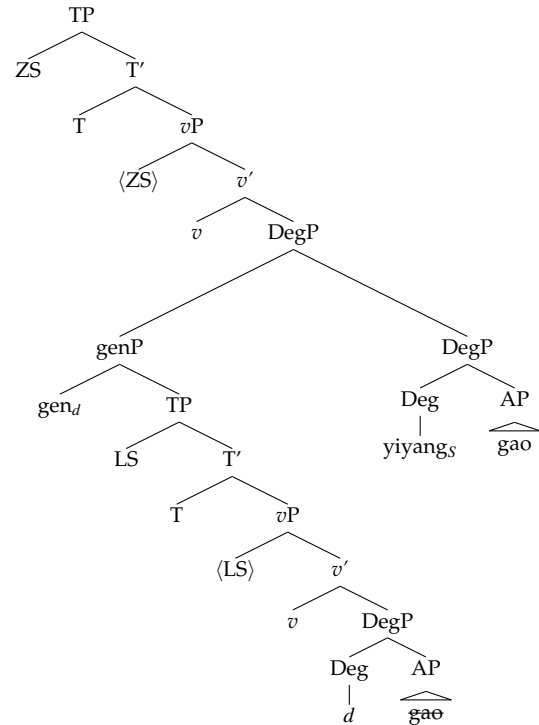 TP
ZS T′
T vP
⟨ZS⟩ v′
v DegP
genP DegP
gen_d TP Deg AP
LS T′ yiyang_S gao
T vP
⟨LS⟩ v′
v DegP
Deg AP
d gao